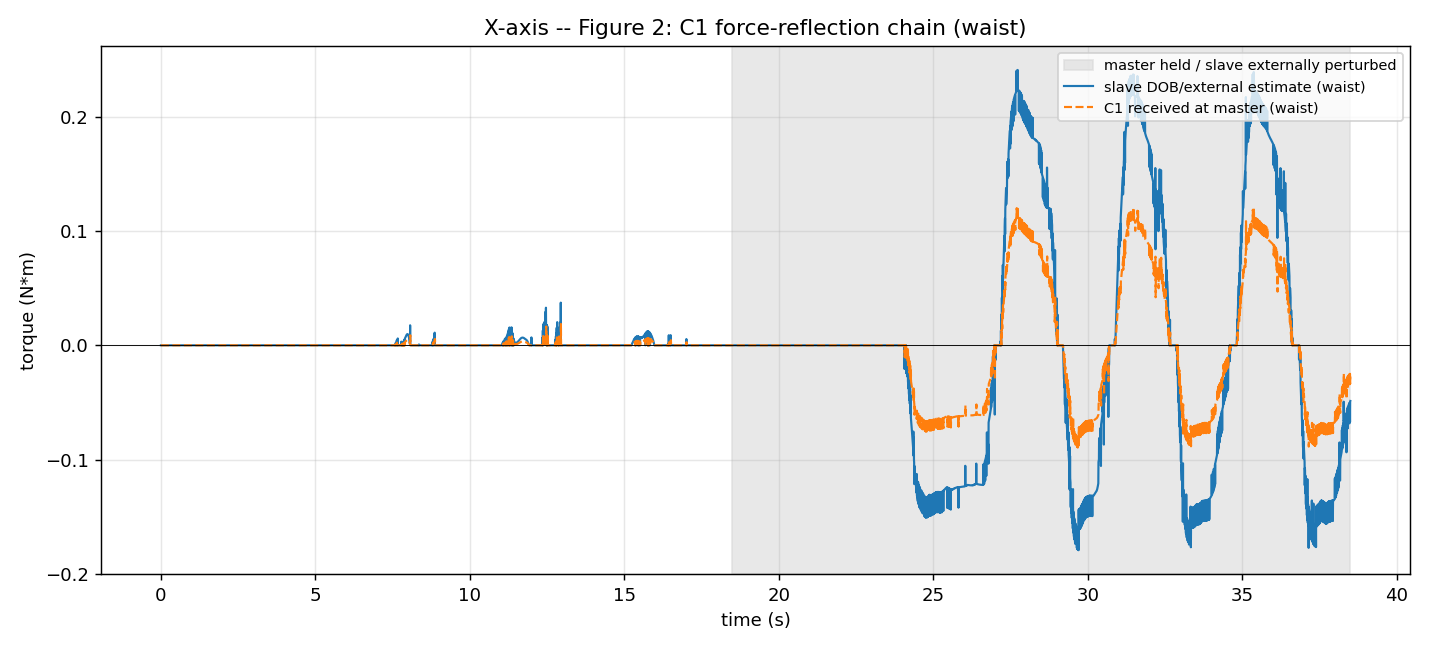 X-axis -- Figure 2: C1 force-reflection chain (waist)
master held / slave externally perturbed
slave DOB/external estimate (waist)
C1 received at master (waist)
torque (N*m)
0.2
0.1
0.0
−0.1
−0.2
0 5 10 15 20 25 30 35 40
time (s)